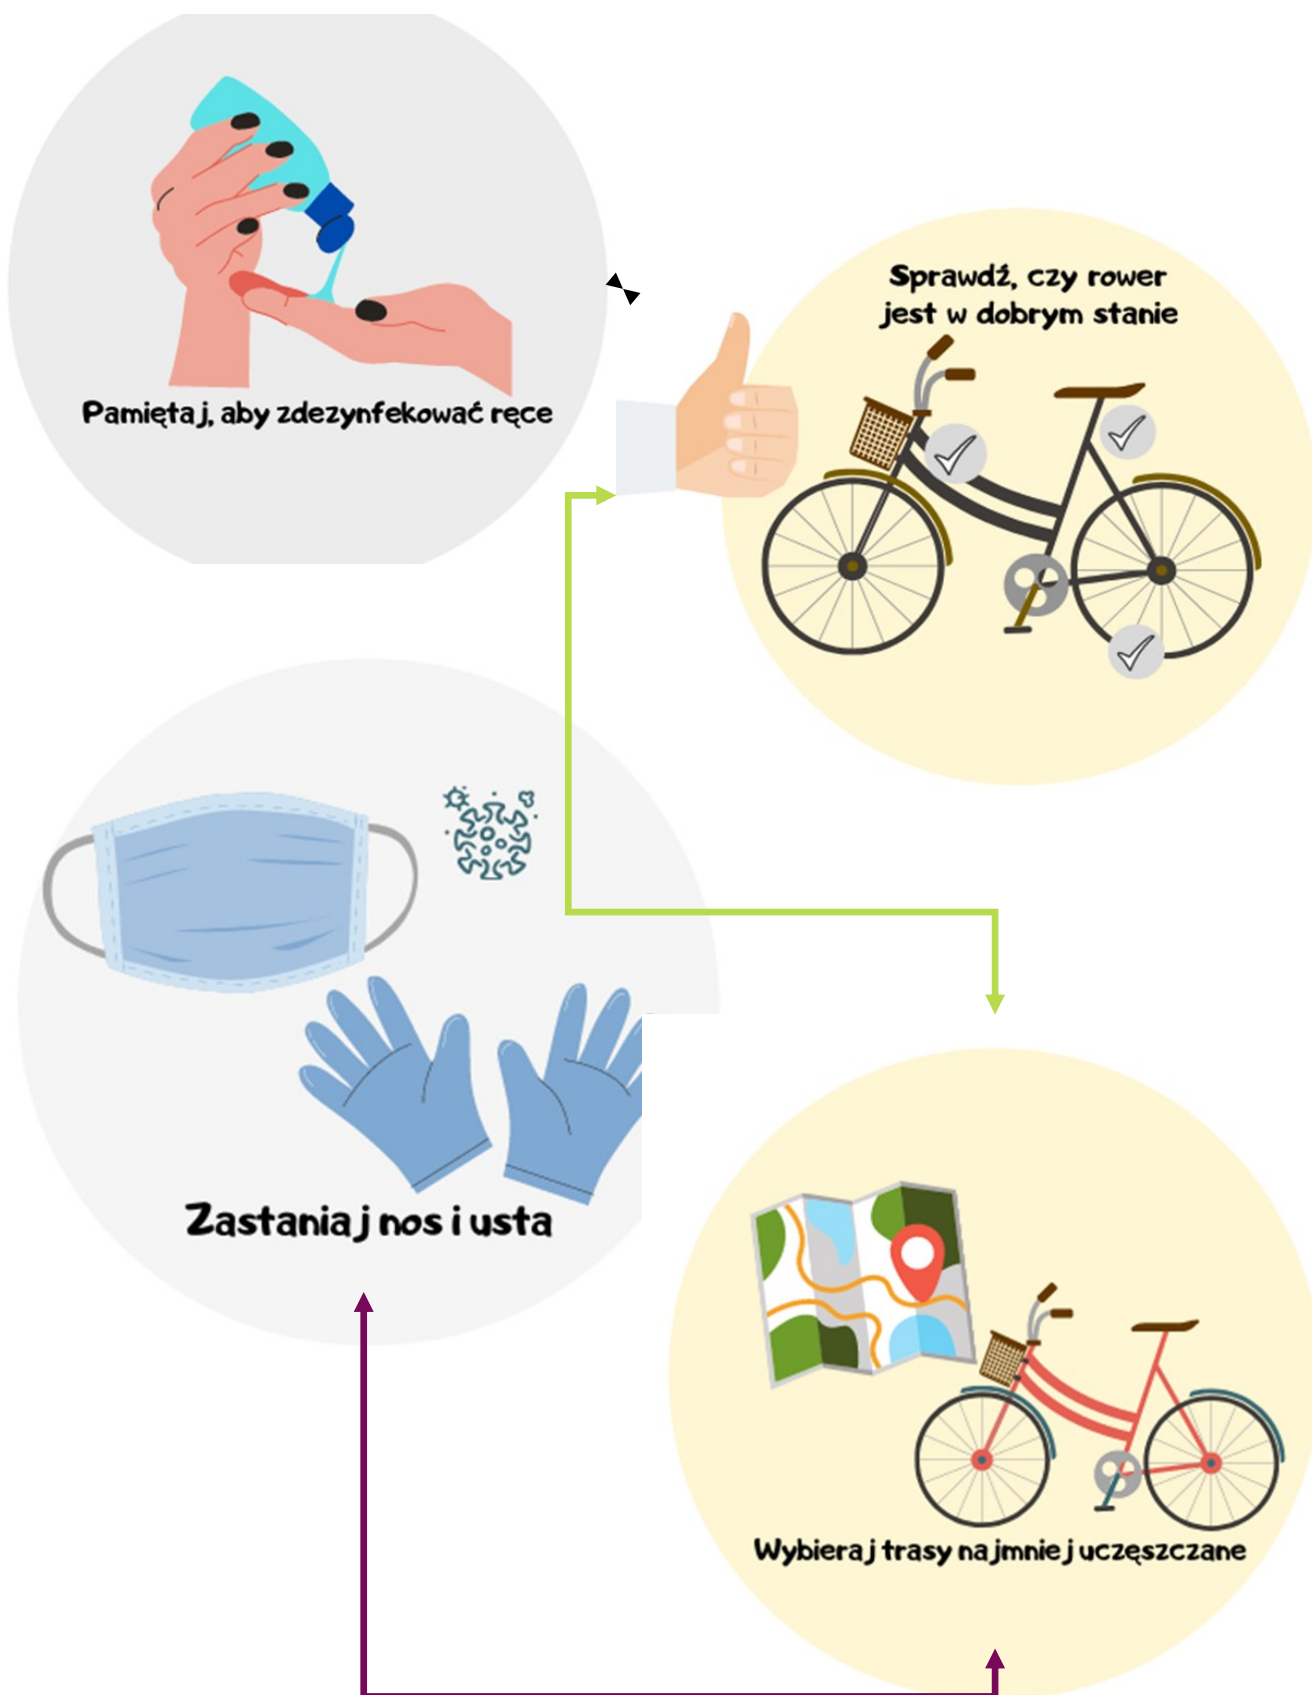 Pamiętaj, aby zdezynfekować ręce
Sprawdź, czy rower
jest w dobrym stanie
Zastaniaj nos i usta
Wybieraj trasy najmniej uczęszczane